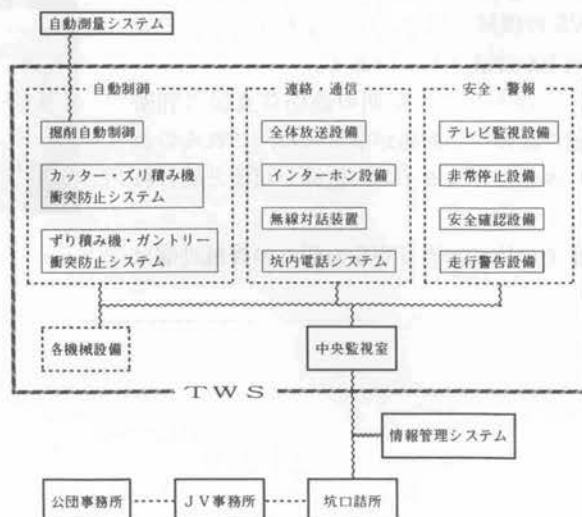 自動測量システム
自動制御
掘削自動制御
カッター・ズリ積み機
衝突防止システム
ずり積み機・ガントリー
衝突防止システム
連絡・通信
全体放送設備
インターホン設備
無線対話装置
坑内電話システム
安全・警報
テレビ監視設備
非常停止設備
安全確認設備
走行警告設備
各機械設備
中央監視室
TWS
情報管理システム
公団事務所
JV事務所
坑口詰所